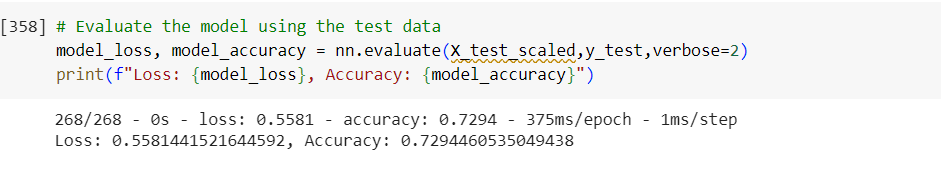 [358] # Evaluate the model using the test data
model_loss, model_accuracy = nn.evaluate(X_test_scaled,y_test,verbose=2)
print(f"Loss: {model_loss}, Accuracy: {model_accuracy}")
268/268 - 0s - loss: 0.5581 - accuracy: 0.7294 - 375ms/epoch - 1ms/step
Loss: 0.5581441521644592, Accuracy: 0.7294460535049438